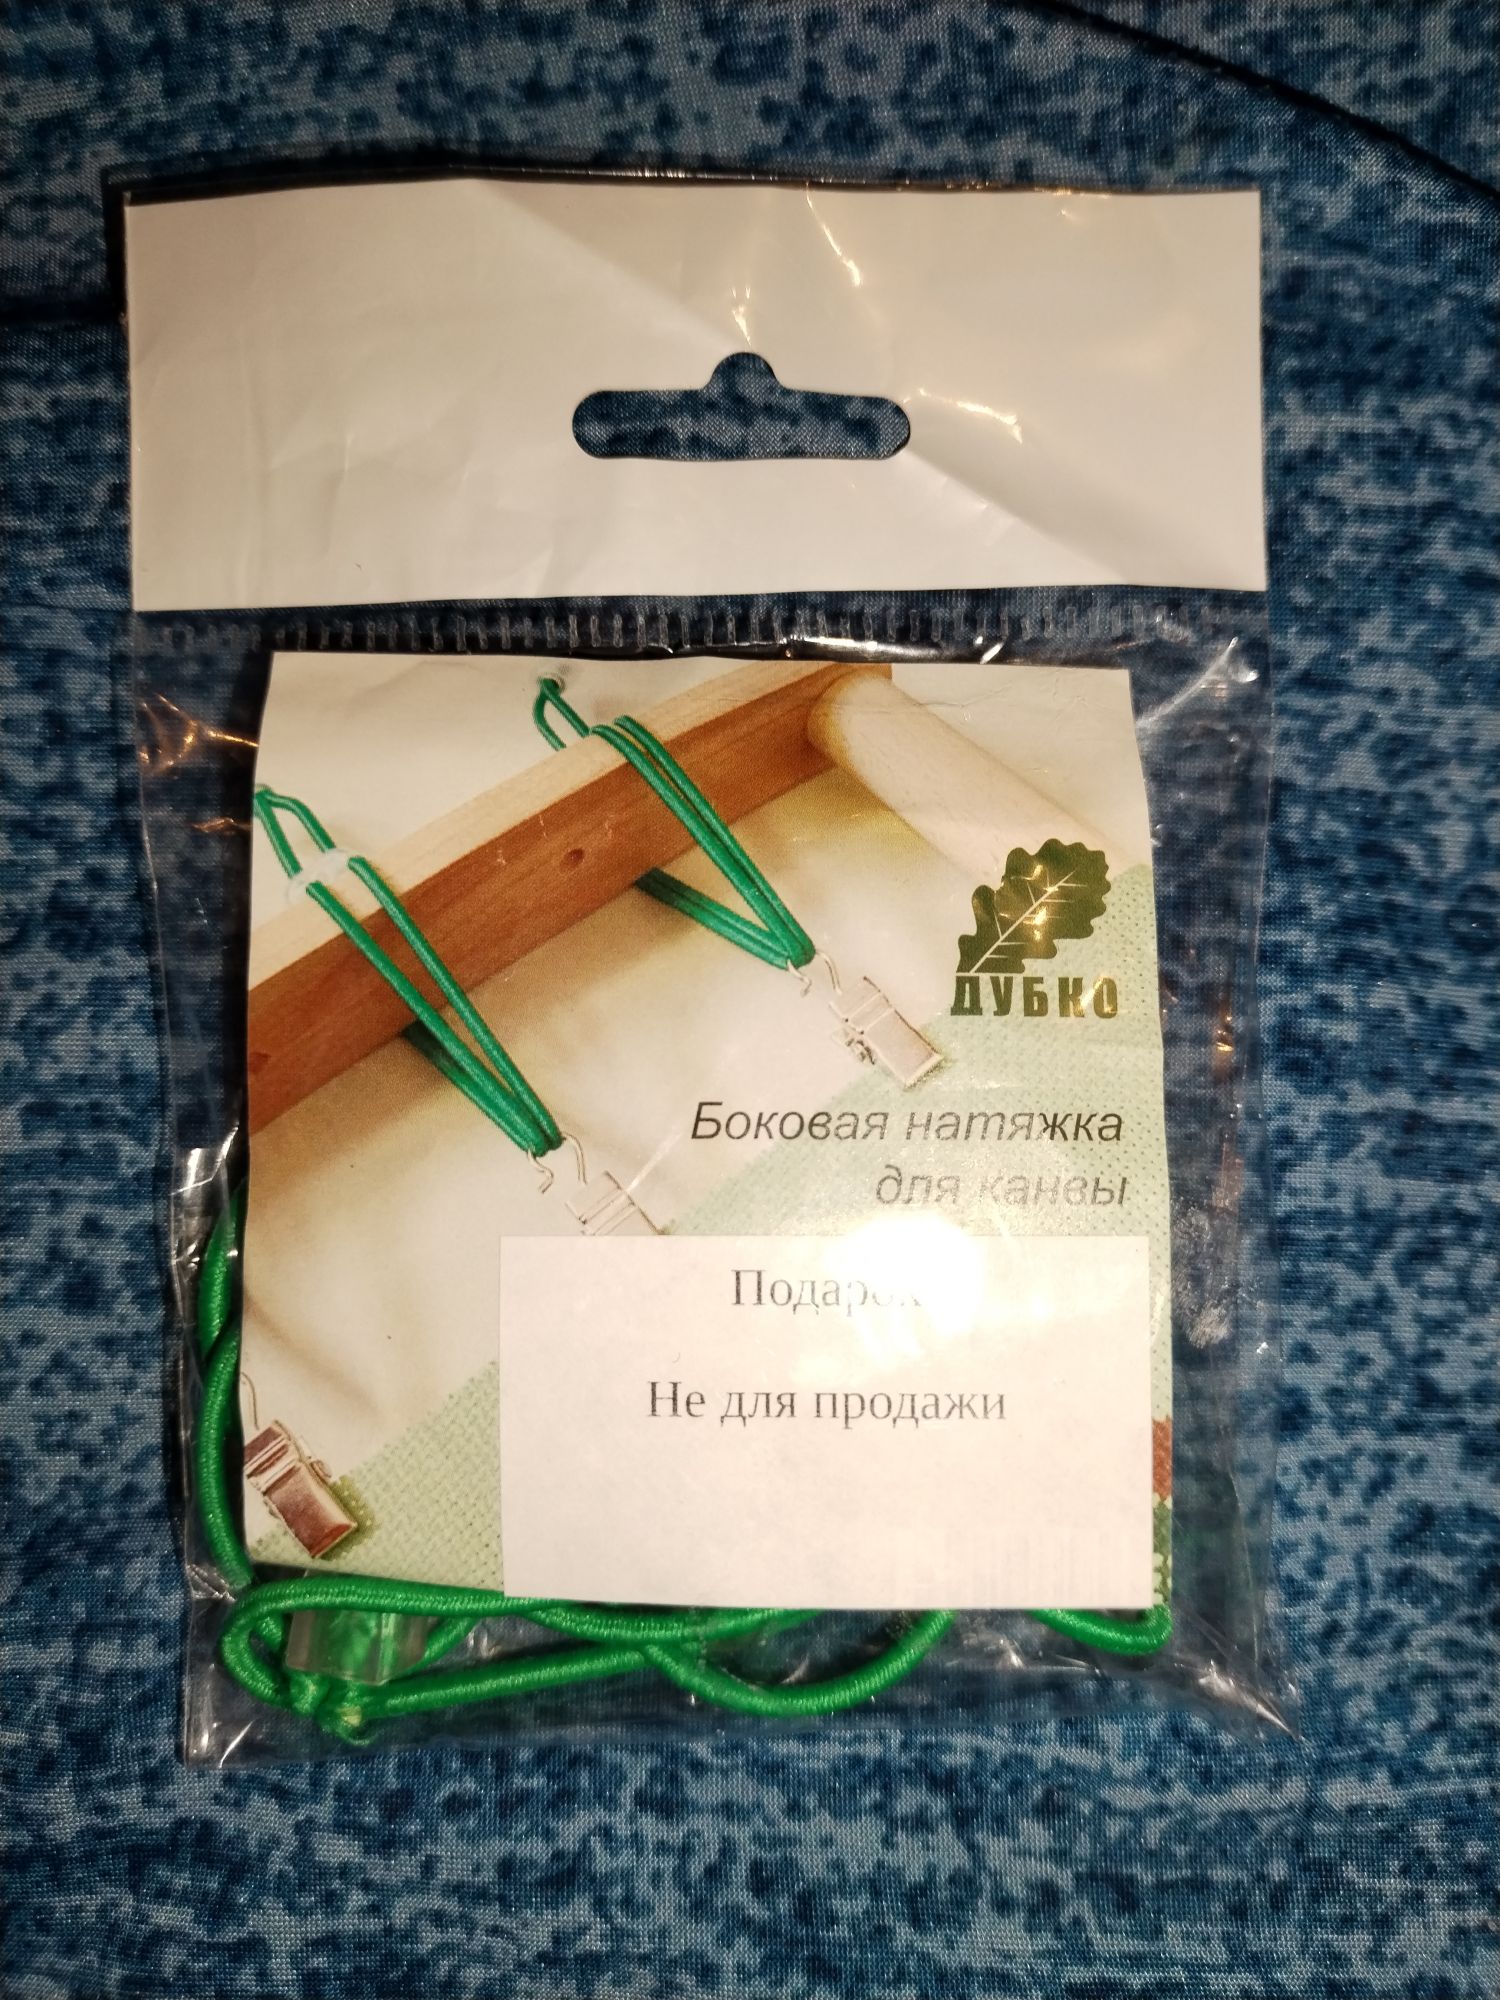 ДУБКО
Боковая натяжка
для канвы
Подарок
Не для продажи